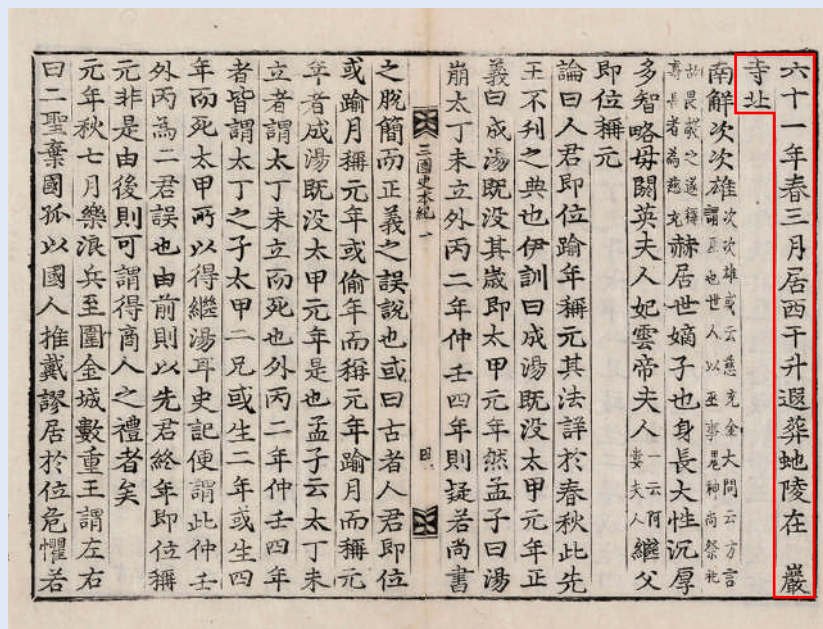 六十一年春三月居西干升遐葬虵陵在 巖
寺北
南解次次雄次次雄或云慈充金大問云方言謂巫也世人以巫事鬼神尚祭祀
故畏敬之遂稱尊長者為慈充赫居世嫡子也身長大性沉厚
多智略母閼英夫人妃雲帝夫人一云阿婁夫人繼父
即位稱元
論曰人君即位踰年稱元其法詳於春秋此先
王不刋之典也伊訓曰成湯既没太甲元年正
義曰成湯既没其歳即太甲元年然孟子曰湯
崩太丁未立外丙二年仲壬四年則疑若尚書
三國史本紀一
四
之脫簡而正義之誤說也或曰古者人君即位
或踰月稱元年或偷年而稱元年踰月而稱元
年者成湯既没太甲元年是也孟子云太丁未
立者謂太丁未立而死也外丙二年仲壬四年
者皆謂太丁之子太甲二兄或生二年或生四
年而死太甲所以得繼湯耳史記便謂此仲壬
外丙為二君誤也由前則以先君終年即位稱
元非是由後則可謂得商人之禮者矣
元年秋七月樂浪兵至圍金城數重王謂左右
曰二聖棄國孤以國人推戴謬居於位危懼若